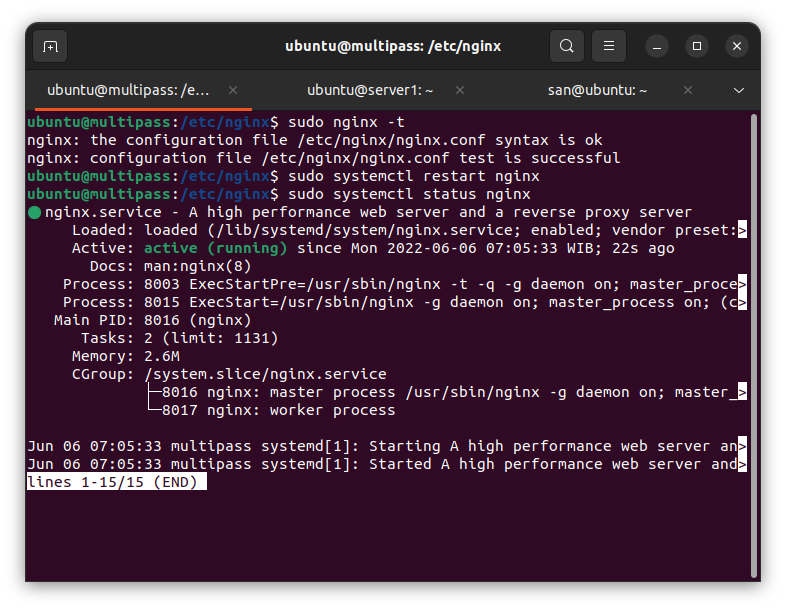 ubuntu@multipass: /etc/nginx
ubuntu@multipass: /e...
ubuntu@server1: ~
san@ubuntu: ~
ubuntu@multipass:/etc/nginx$ sudo nginx -t
nginx: the configuration file /etc/nginx/nginx.conf syntax is ok
nginx: configuration file /etc/nginx/nginx.conf test is successful
ubuntu@multipass:/etc/nginx$ sudo systemctl restart nginx
ubuntu@multipass:/etc/nginx$ sudo systemctl status nginx
● nginx.service - A high performance web server and a reverse proxy server
     Loaded: loaded (/lib/systemd/system/nginx.service; enabled; vendor preset:>
     Active: active (running) since Mon 2022-06-06 07:05:33 WIB; 22s ago
       Docs: man:nginx(8)
    Process: 8003 ExecStartPre=/usr/sbin/nginx -t -q -g daemon on; master_proce>
    Process: 8015 ExecStart=/usr/sbin/nginx -g daemon on; master_process on; (c>
   Main PID: 8016 (nginx)
      Tasks: 2 (limit: 1131)
     Memory: 2.6M
     CGroup: /system.slice/nginx.service
             ├─8016 nginx: master process /usr/sbin/nginx -g daemon on; master_>
             └─8017 nginx: worker process
Jun 06 07:05:33 multipass systemd[1]: Starting A high performance web server an>
Jun 06 07:05:33 multipass systemd[1]: Started A high performance web server and>
lines 1-15/15 (END)